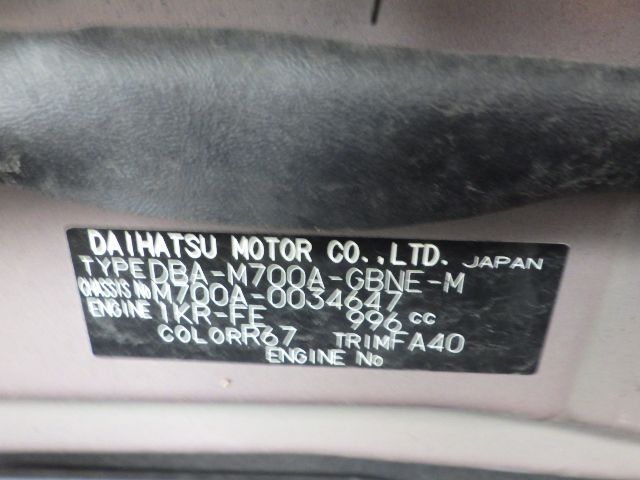 DAIHATSU MOTOR CO.,LTD. JAPAN
TYPE DBA-M700A-GBNE-M
CHASSIS No M700A-0034647
ENGINE 1KR-FE 996 cc
COLOR R67 TRIM FA40
ENGINE No